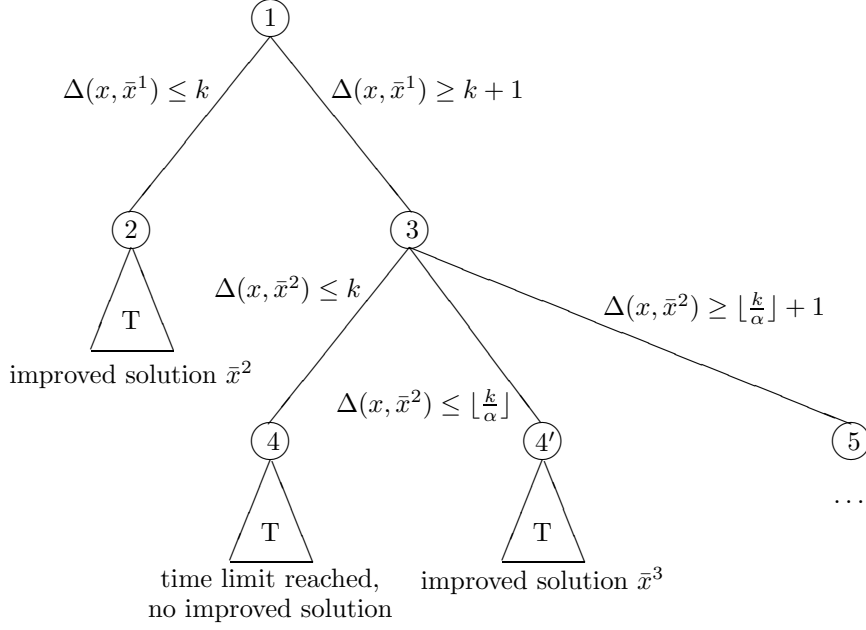 1
Δ(x, x̄¹) ≤ k
Δ(x, x̄¹) ≥ k + 1
2
3
Δ(x, x̄²) ≤ k
Δ(x, x̄²) ≥ ⌊k/α⌋ + 1
T
improved solution x̄²
Δ(x, x̄²) ≤ ⌊k/α⌋
4
4′
5
. . .
T
T
time limit reached,
no improved solution
improved solution x̄³